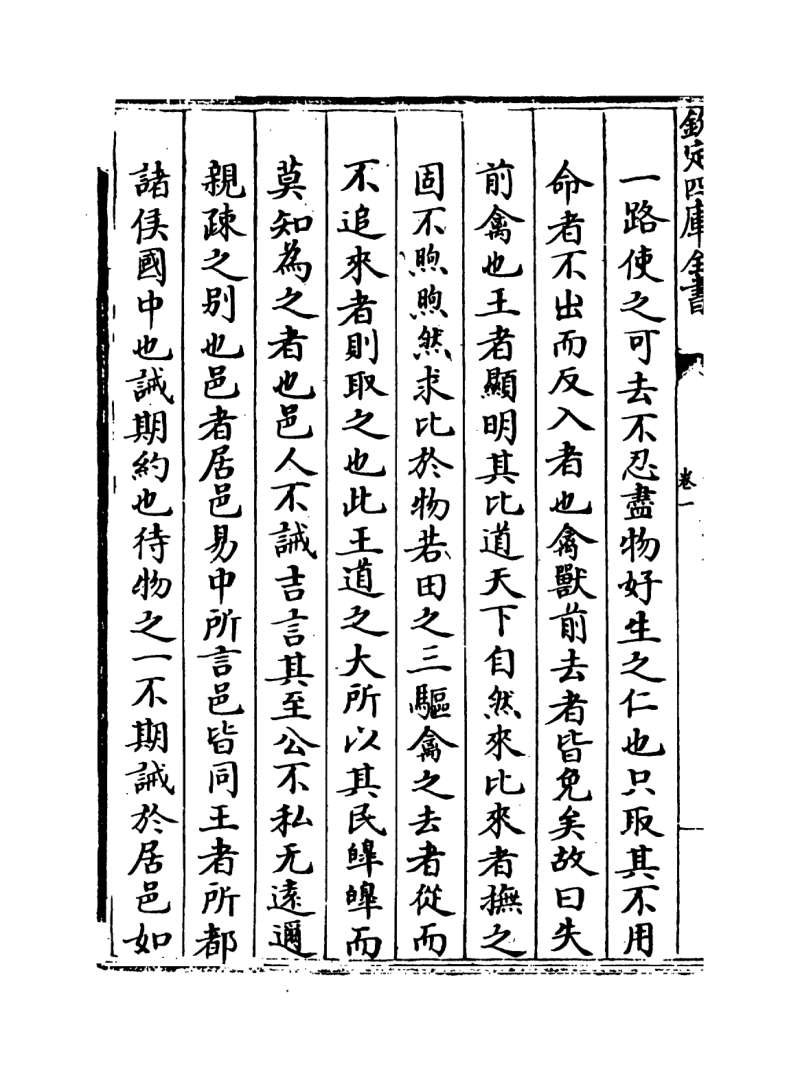 欽定四庫全書
卷一
一路使之可去不忍盡物好生之仁也只取其不用
命者不出而反入者也禽獸前去者皆免矣故曰失
前禽也王者顯明其比道天下自然來比來者撫之
固不煦煦然求比於物若田之三驅禽之去者從而
不追來者則取之也此王道之大所以其民皥皥而
莫知為之者也邑人不誡吉言其至公不私无遠邇
親疎之别也邑者居邑易中所言邑皆同王者所都
諸侯國中也誡期約也待物之一不期誡於居邑如